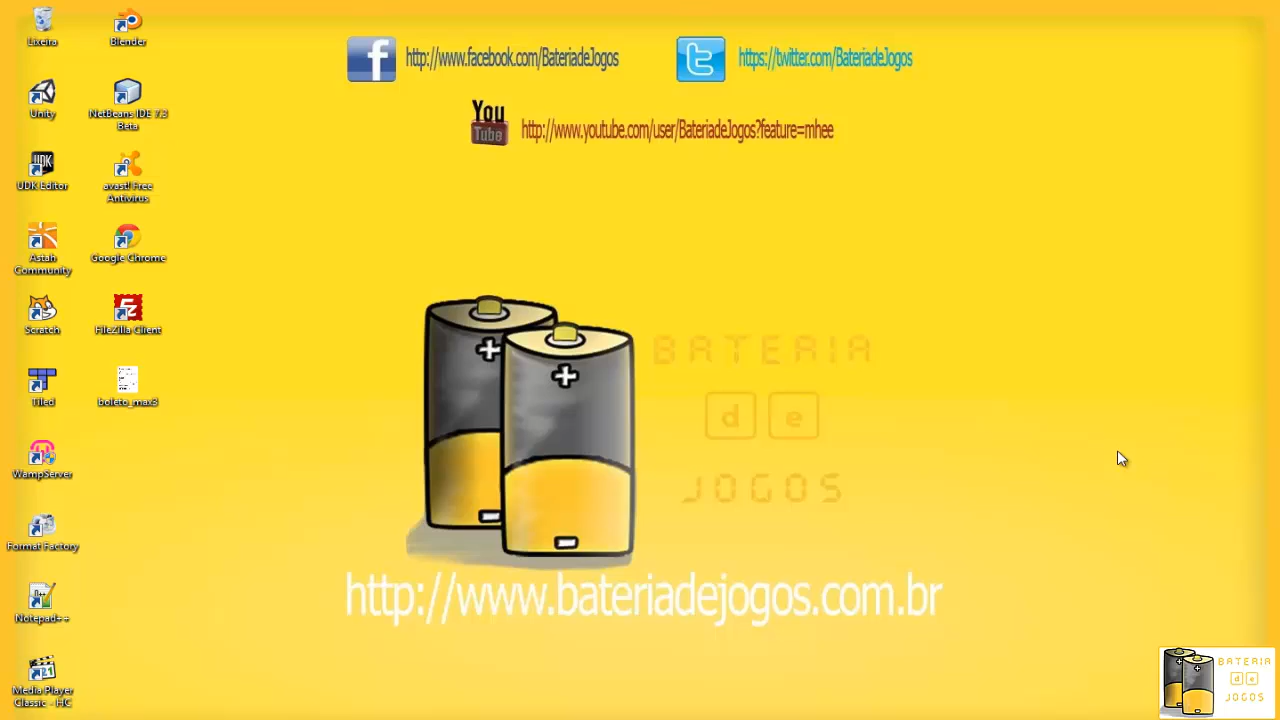 Lixeira
Blender
Unity
NetBeans IDE 7.3
Beta
UDK
UDK Editor
avast! Free
Antivirus
Astah
Community
Google Chrome
Scratch
FileZilla Client
Tiled
boleto_max3
WampServer
Format Factory
Notepad++
Media Player
Classic - HC
http://www.facebook.com/BateriadeJogos
https://twitter.com/BateriadeJogos
You
Tube
http://www.youtube.com/user/BateriadeJogos?feature=mhee
BATERIA
de
JOGOS
http://www.bateriadejogos.com.br
BATERIA
de
JOGOS